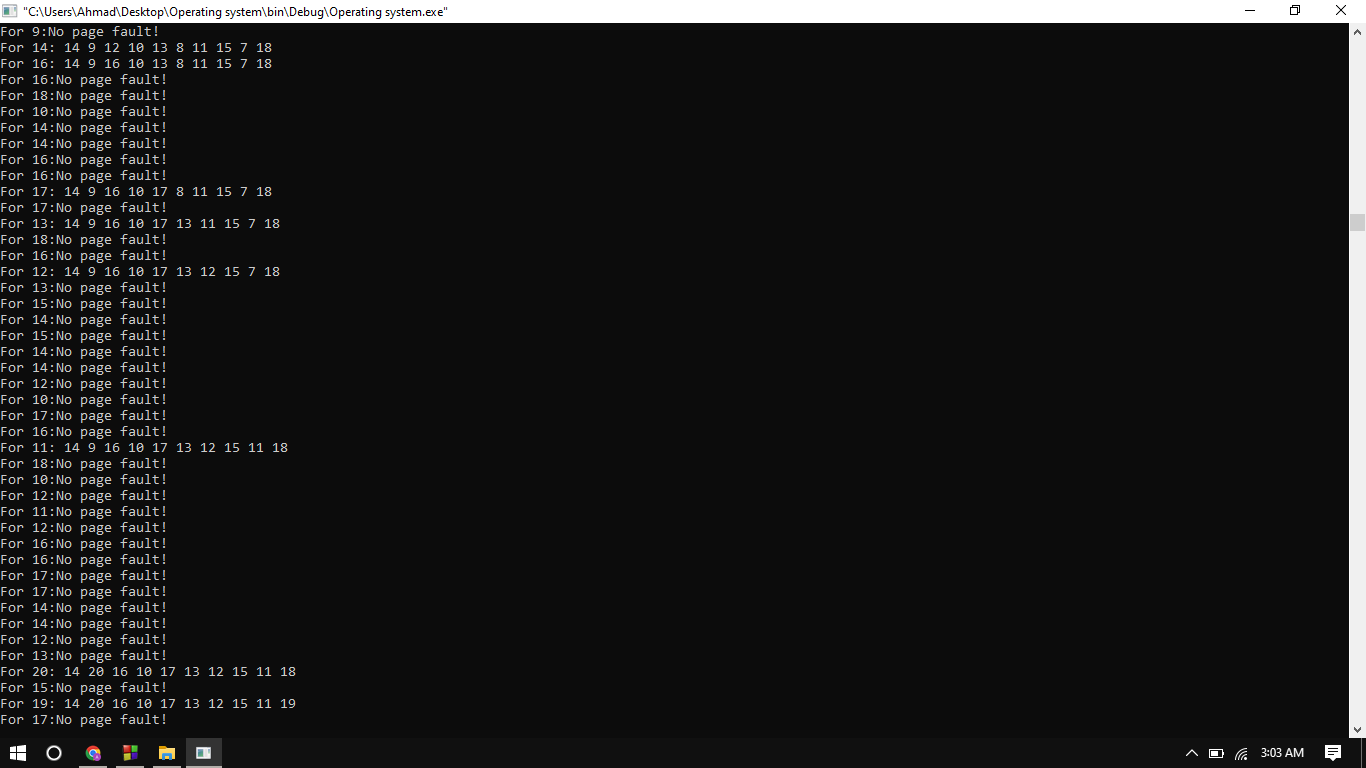 "C:\Users\Ahmad\Desktop\Operating system\bin\Debug\Operating system.exe"
For 9:No page fault!
For 14: 14 9 12 10 13 8 11 15 7 18
For 16: 14 9 16 10 13 8 11 15 7 18
For 16:No page fault!
For 18:No page fault!
For 10:No page fault!
For 14:No page fault!
For 14:No page fault!
For 16:No page fault!
For 16:No page fault!
For 17: 14 9 16 10 17 8 11 15 7 18
For 17:No page fault!
For 13: 14 9 16 10 17 13 11 15 7 18
For 18:No page fault!
For 16:No page fault!
For 12: 14 9 16 10 17 13 12 15 7 18
For 13:No page fault!
For 15:No page fault!
For 14:No page fault!
For 15:No page fault!
For 14:No page fault!
For 14:No page fault!
For 12:No page fault!
For 10:No page fault!
For 17:No page fault!
For 16:No page fault!
For 11: 14 9 16 10 17 13 12 15 11 18
For 18:No page fault!
For 10:No page fault!
For 12:No page fault!
For 11:No page fault!
For 12:No page fault!
For 16:No page fault!
For 16:No page fault!
For 17:No page fault!
For 17:No page fault!
For 14:No page fault!
For 14:No page fault!
For 12:No page fault!
For 13:No page fault!
For 20: 14 20 16 10 17 13 12 15 11 18
For 15:No page fault!
For 19: 14 20 16 10 17 13 12 15 11 19
For 17:No page fault!
3:03 AM